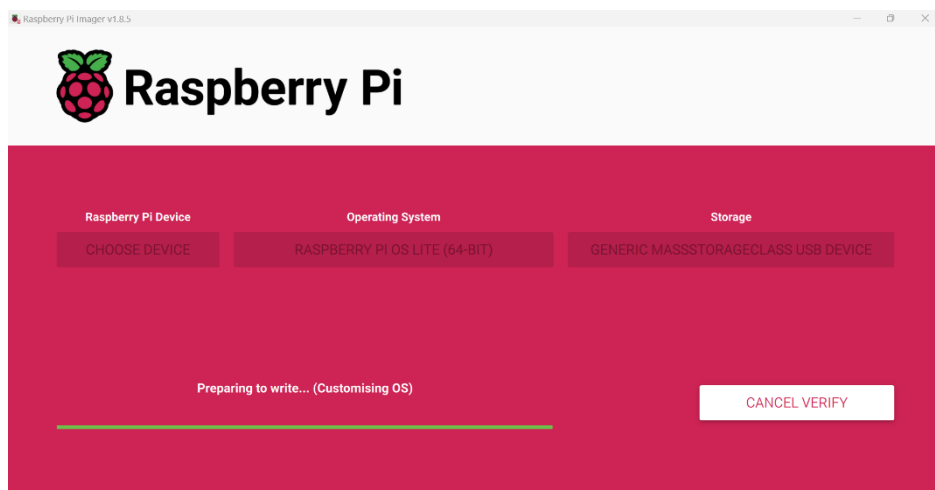 Raspberry Pi Imager v1.8.5
Raspberry Pi
Raspberry Pi Device
Operating System
Storage
CHOOSE DEVICE
RASPBERRY PI OS LITE (64-BIT)
GENERIC MASSSTORAGECLASS USB DEVICE
Preparing to write... (Customising OS)
CANCEL VERIFY